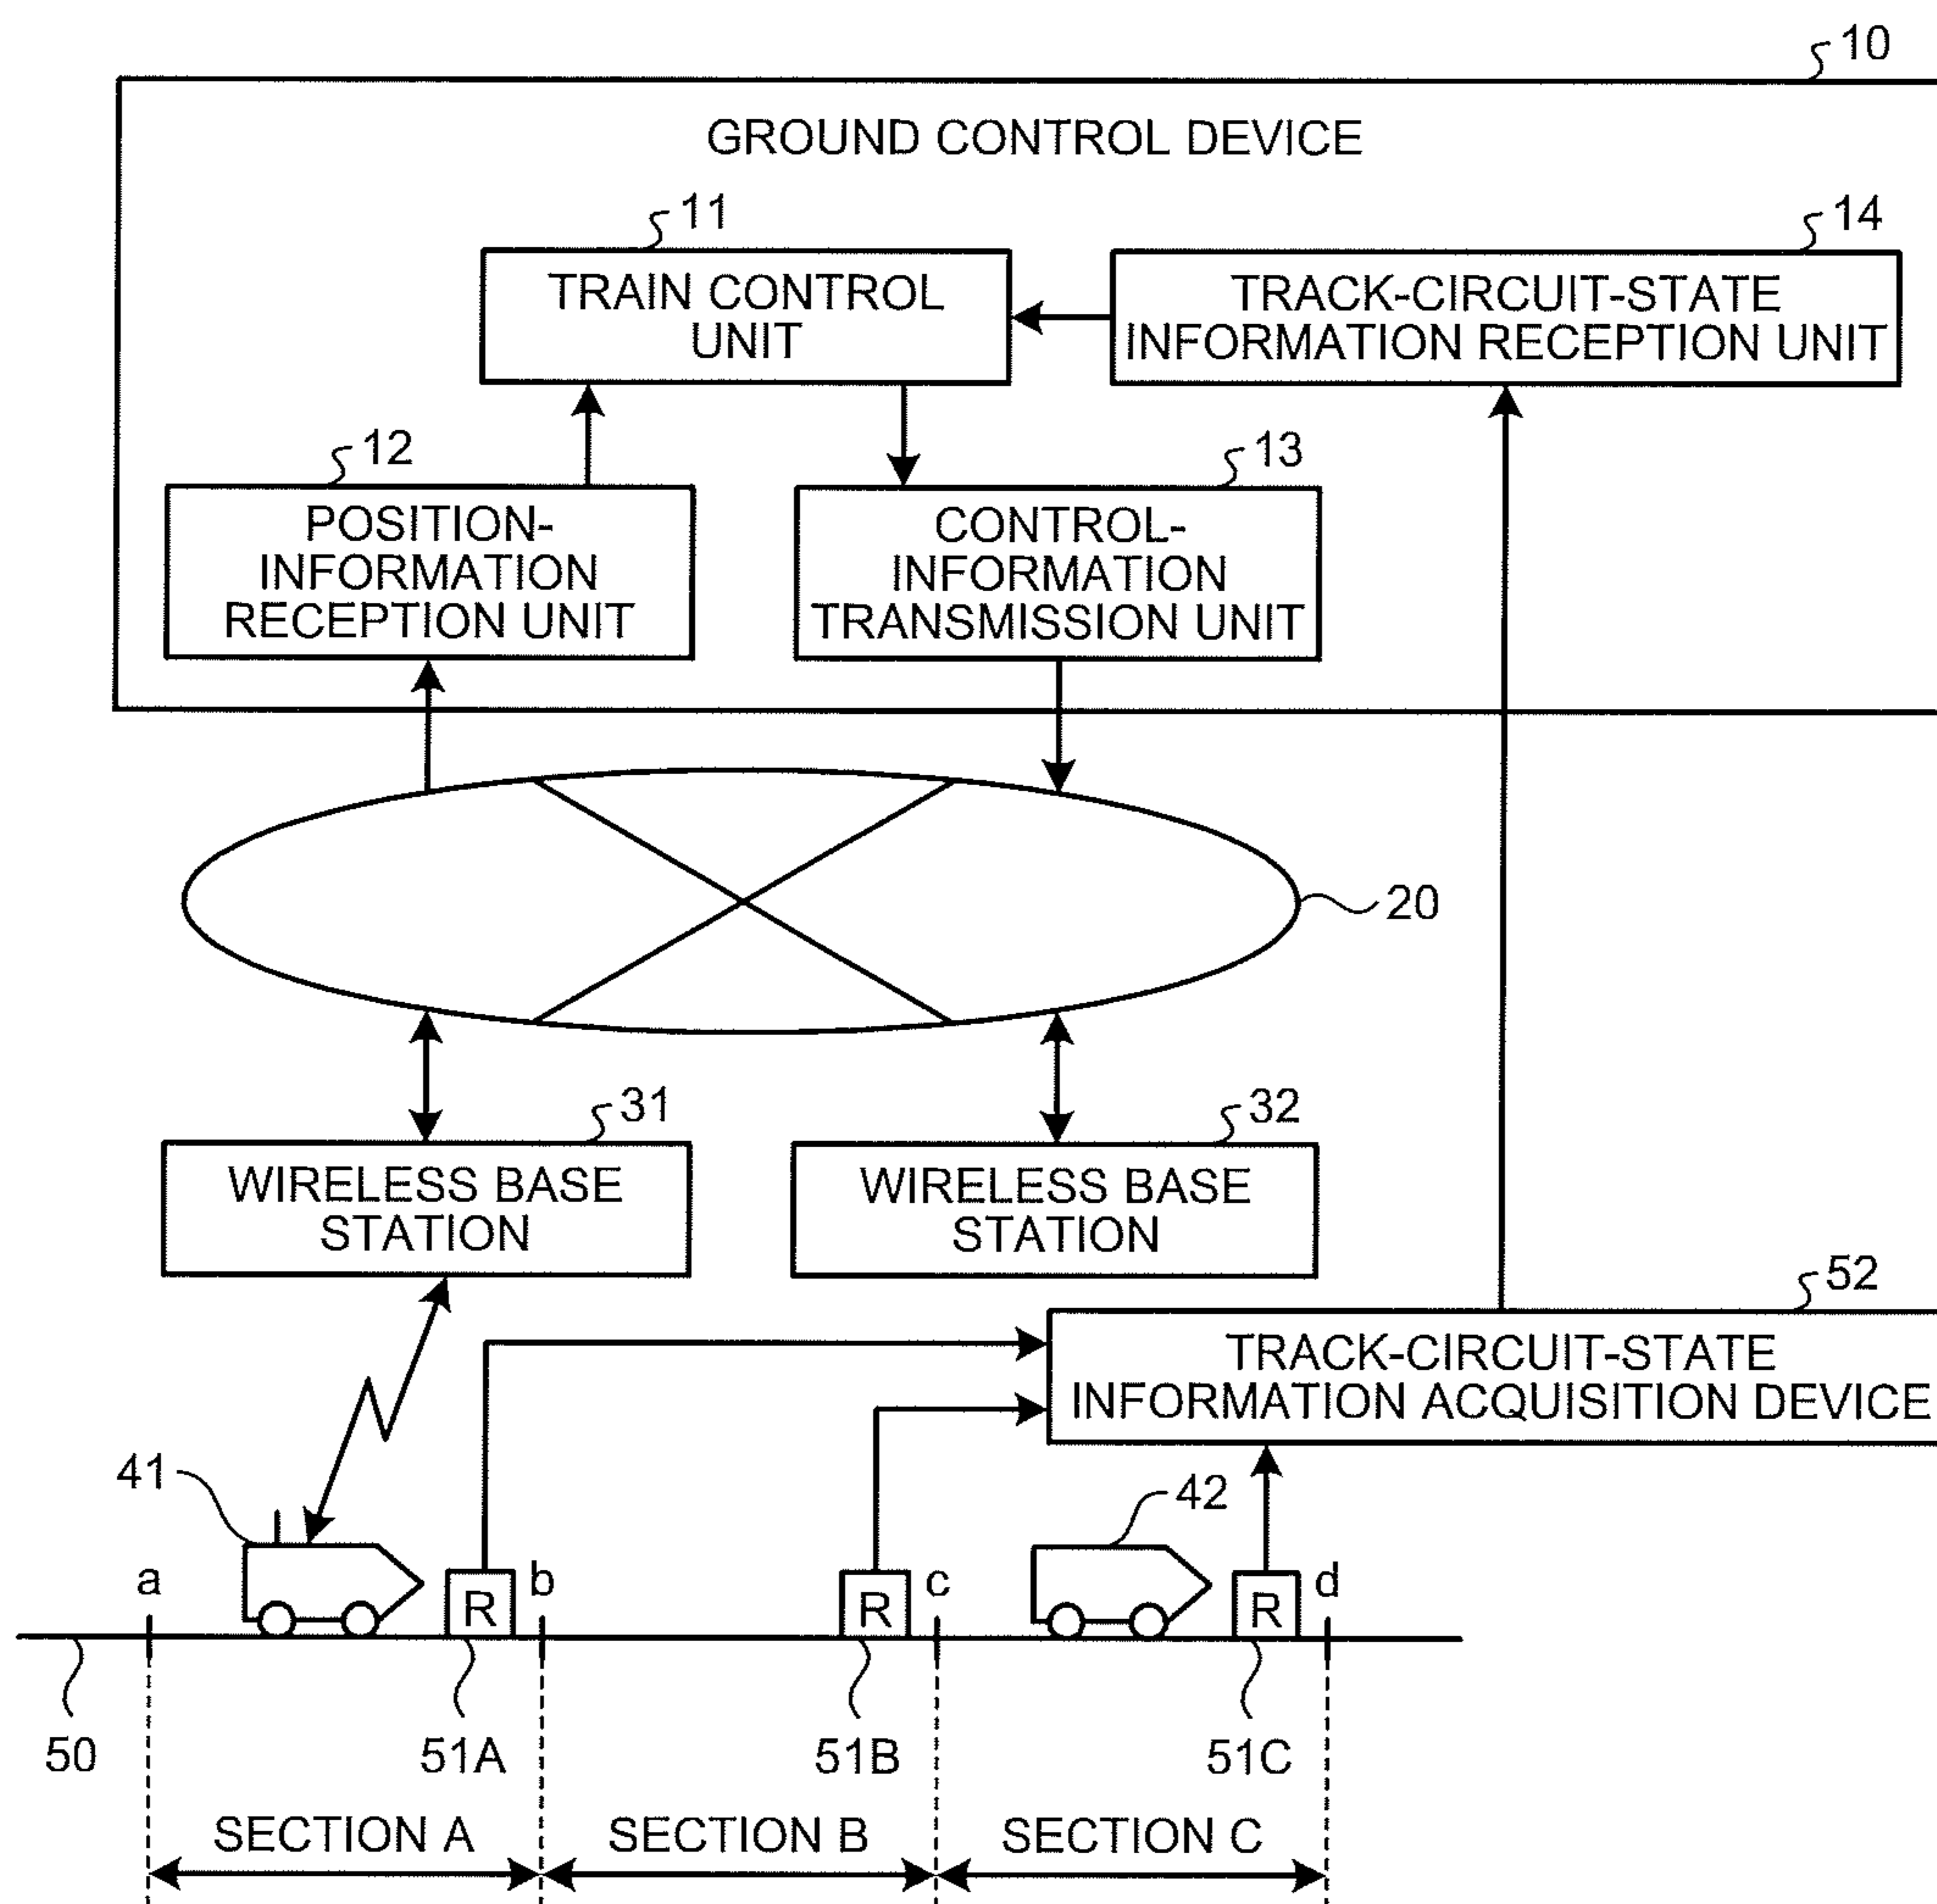 10
GROUND CONTROL DEVICE
11
14
TRAIN CONTROL
UNIT
TRACK-CIRCUIT-STATE
INFORMATION RECEPTION UNIT
12
13
POSITION-
INFORMATION
RECEPTION UNIT
CONTROL-
INFORMATION
TRANSMISSION UNIT
20
31
32
WIRELESS BASE
STATION
WIRELESS BASE
STATION
52
TRACK-CIRCUIT-STATE
INFORMATION ACQUISITION DEVICE
41
42
a
R
b
R
c
R
d
50
51A
51B
51C
SECTION A
SECTION B
SECTION C